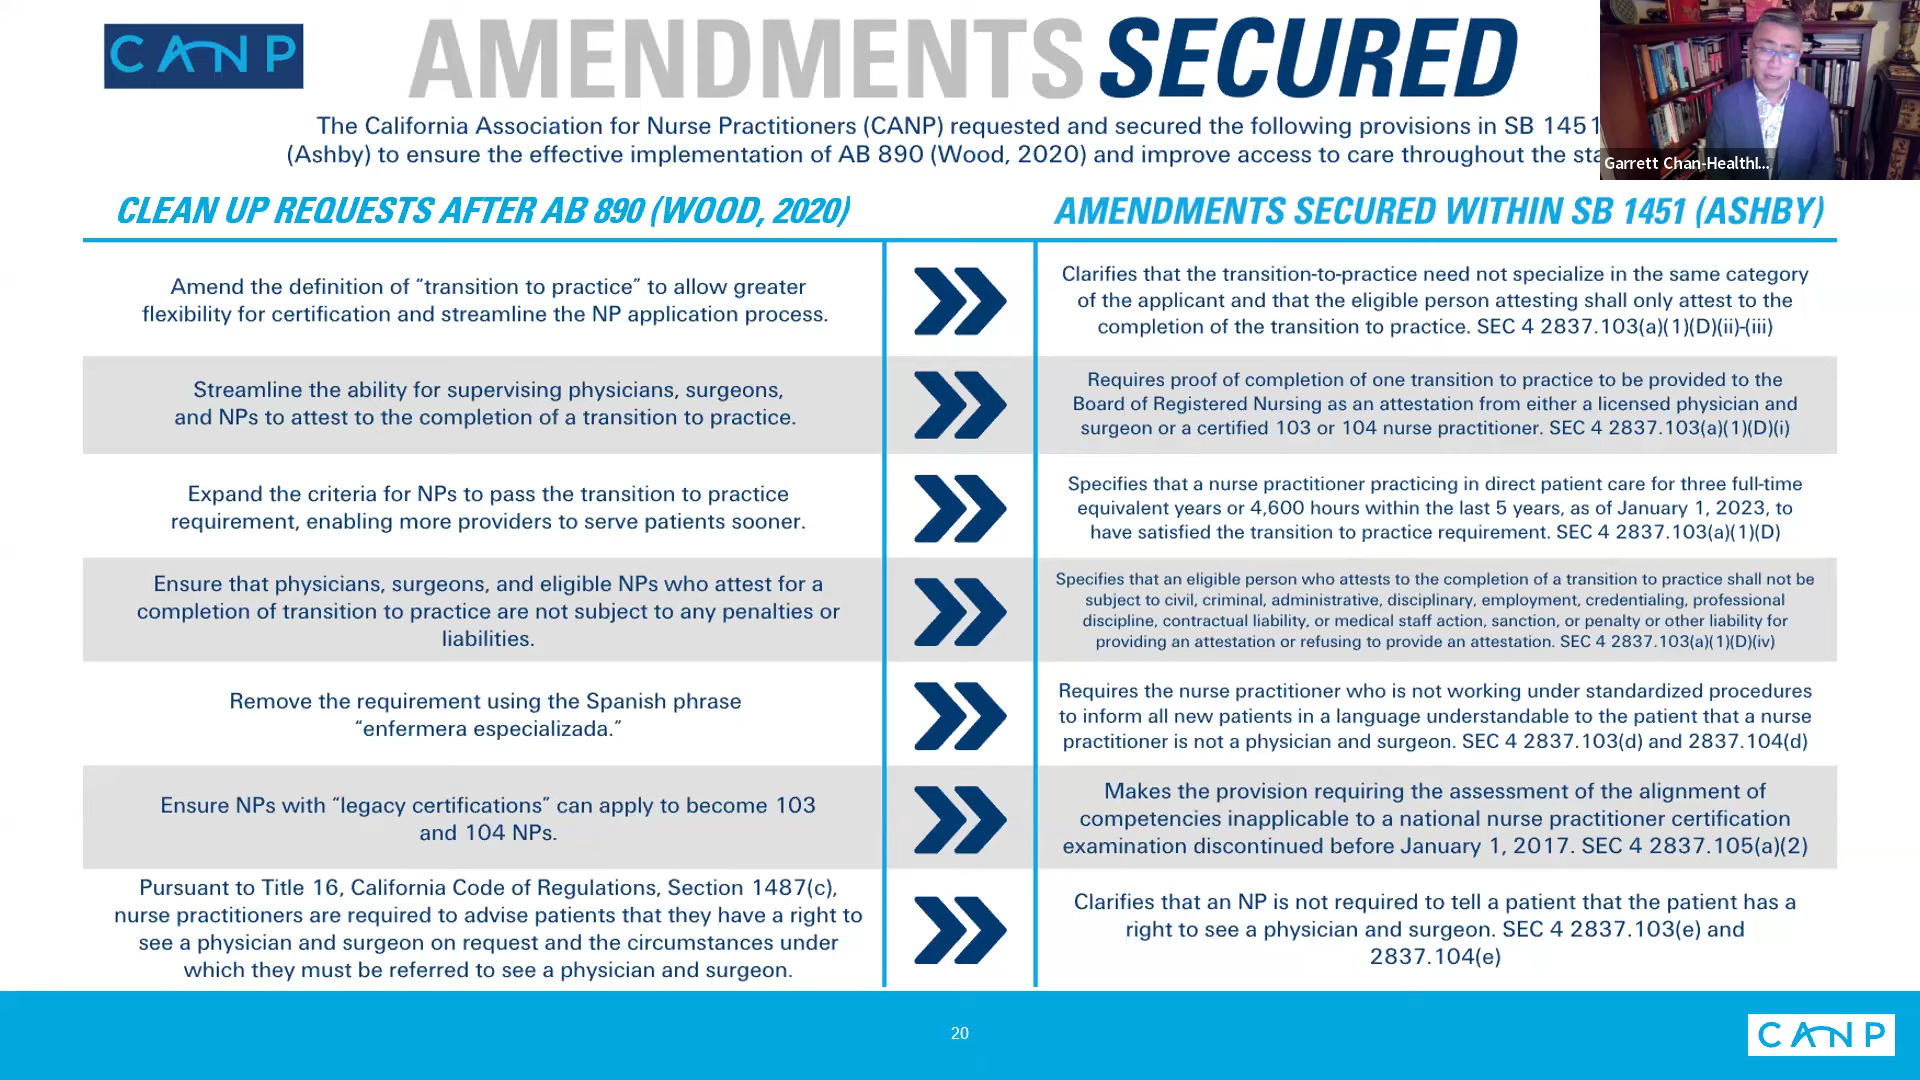 CANP
AMENDMENTS SECURED
The California Association for Nurse Practitioners (CANP) requested and secured the following provisions in SB 1451
(Ashby) to ensure the effective implementation of AB 890 (Wood, 2020) and improve access to care throughout the sta
Garrett Chan-Healthl...
CLEAN UP REQUESTS AFTER AB 890 (WOOD, 2020)
AMENDMENTS SECURED WITHIN SB 1451 (ASHBY)
Amend the definition of “transition to practice” to allow greater
flexibility for certification and streamline the NP application process.
Clarifies that the transition-to-practice need not specialize in the same category
of the applicant and that the eligible person attesting shall only attest to the
completion of the transition to practice. SEC 4 2837.103(a)(1)(D)(ii)-(iii)
Streamline the ability for supervising physicians, surgeons,
and NPs to attest to the completion of a transition to practice.
Requires proof of completion of one transition to practice to be provided to the
Board of Registered Nursing as an attestation from either a licensed physician and
surgeon or a certified 103 or 104 nurse practitioner. SEC 4 2837.103(a)(1)(D)(i)
Expand the criteria for NPs to pass the transition to practice
requirement, enabling more providers to serve patients sooner.
Specifies that a nurse practitioner practicing in direct patient care for three full-time
equivalent years or 4,600 hours within the last 5 years, as of January 1, 2023, to
have satisfied the transition to practice requirement. SEC 4 2837.103(a)(1)(D)
Ensure that physicians, surgeons, and eligible NPs who attest for a
completion of transition to practice are not subject to any penalties or
liabilities.
Specifies that an eligible person who attests to the completion of a transition to practice shall not be
subject to civil, criminal, administrative, disciplinary, employment, credentialing, professional
discipline, contractual liability, or medical staff action, sanction, or penalty or other liability for
providing an attestation or refusing to provide an attestation. SEC 4 2837.103(a)(1)(D)(iv)
Remove the requirement using the Spanish phrase
“enfermera especializada.”
Requires the nurse practitioner who is not working under standardized procedures
to inform all new patients in a language understandable to the patient that a nurse
practitioner is not a physician and surgeon. SEC 4 2837.103(d) and 2837.104(d)
Ensure NPs with “legacy certifications” can apply to become 103
and 104 NPs.
Makes the provision requiring the assessment of the alignment of
competencies inapplicable to a national nurse practitioner certification
examination discontinued before January 1, 2017. SEC 4 2837.105(a)(2)
Pursuant to Title 16, California Code of Regulations, Section 1487(c),
nurse practitioners are required to advise patients that they have a right to
see a physician and surgeon on request and the circumstances under
which they must be referred to see a physician and surgeon.
Clarifies that an NP is not required to tell a patient that the patient has a
right to see a physician and surgeon. SEC 4 2837.103(e) and
2837.104(e)
20
CANP